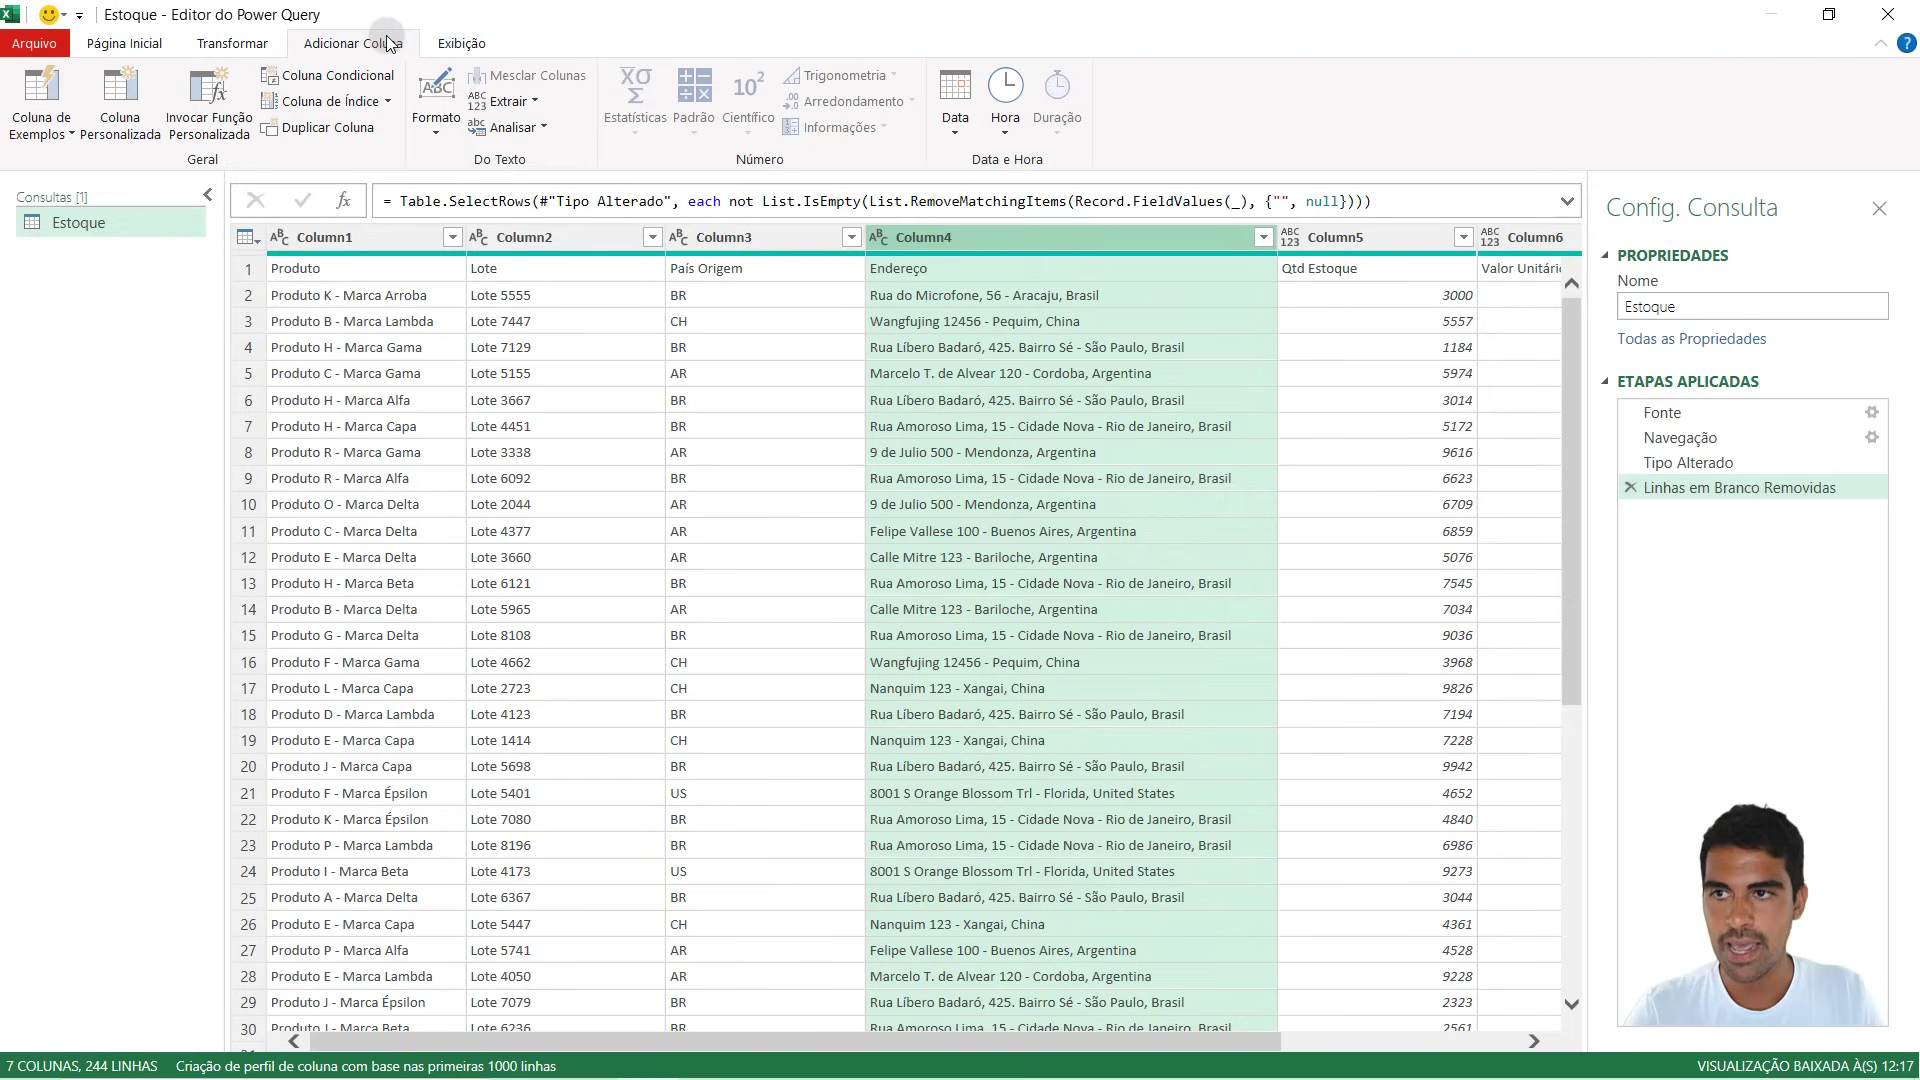 Estoque - Editor do Power Query
Arquivo
Página Inicial
Transformar
Adicionar Coluna
Exibição
Coluna de Exemplos
Coluna Personalizada
Invocar Função Personalizada
Coluna Condicional
Coluna de Índice
Duplicar Coluna
Geral
Formato
Mesclar Colunas
Extrair
Analisar
Do Texto
Estatísticas
Padrão
Científico
Trigonometria
Arredondamento
Informações
Número
Data
Hora
Duração
Data e Hora
Consultas [1]
Estoque
= Table.SelectRows(#"Tipo Alterado", each not List.IsEmpty(List.RemoveMatchingItems(Record.FieldValues(_), {"", null})))
Column1 Column2 Column3 Column4 Column5 Column6
1 Produto Lote País Origem Endereço Qtd Estoque Valor Unitário
2 Produto K - Marca Arroba Lote 5555 BR Rua do Microfone, 56 - Aracaju, Brasil 3000
3 Produto B - Marca Lambda Lote 7447 CH Wangfujing 12456 - Pequim, China 5557
4 Produto H - Marca Gama Lote 7129 BR Rua Líbero Badaró, 425. Bairro Sé - São Paulo, Brasil 1184
5 Produto C - Marca Gama Lote 5155 AR Marcelo T. de Alvear 120 - Cordoba, Argentina 5974
6 Produto H - Marca Alfa Lote 3667 BR Rua Líbero Badaró, 425. Bairro Sé - São Paulo, Brasil 3014
7 Produto H - Marca Capa Lote 4451 BR Rua Amoroso Lima, 15 - Cidade Nova - Rio de Janeiro, Brasil 5172
8 Produto R - Marca Gama Lote 3338 AR 9 de Julio 500 - Mendonza, Argentina 9616
9 Produto R - Marca Alfa Lote 6092 BR Rua Amoroso Lima, 15 - Cidade Nova - Rio de Janeiro, Brasil 6623
10 Produto O - Marca Delta Lote 2044 AR 9 de Julio 500 - Mendonza, Argentina 6709
11 Produto C - Marca Delta Lote 4377 AR Felipe Vallese 100 - Buenos Aires, Argentina 6859
12 Produto E - Marca Delta Lote 3660 AR Calle Mitre 123 - Bariloche, Argentina 5076
13 Produto H - Marca Beta Lote 6121 BR Rua Amoroso Lima, 15 - Cidade Nova - Rio de Janeiro, Brasil 7545
14 Produto B - Marca Delta Lote 5965 AR Calle Mitre 123 - Bariloche, Argentina 7034
15 Produto G - Marca Delta Lote 8108 BR Rua Amoroso Lima, 15 - Cidade Nova - Rio de Janeiro, Brasil 9036
16 Produto F - Marca Gama Lote 4662 CH Wangfujing 12456 - Pequim, China 3968
17 Produto L - Marca Capa Lote 2723 CH Nanquim 123 - Xangai, China 9826
18 Produto D - Marca Lambda Lote 4123 BR Rua Líbero Badaró, 425. Bairro Sé - São Paulo, Brasil 7194
19 Produto E - Marca Capa Lote 1414 CH Nanquim 123 - Xangai, China 7228
20 Produto J - Marca Capa Lote 5698 BR Rua Líbero Badaró, 425. Bairro Sé - São Paulo, Brasil 9942
21 Produto F - Marca Épsilon Lote 5401 US 8001 S Orange Blossom Trl - Florida, United States 4652
22 Produto K - Marca Épsilon Lote 7080 BR Rua Amoroso Lima, 15 - Cidade Nova - Rio de Janeiro, Brasil 4840
23 Produto P - Marca Lambda Lote 8196 BR Rua Amoroso Lima, 15 - Cidade Nova - Rio de Janeiro, Brasil 6986
24 Produto I - Marca Beta Lote 4173 US 8001 S Orange Blossom Trl - Florida, United States 9273
25 Produto A - Marca Delta Lote 6367 BR Rua Líbero Badaró, 425. Bairro Sé - São Paulo, Brasil 3044
26 Produto E - Marca Capa Lote 5447 CH Nanquim 123 - Xangai, China 4361
27 Produto P - Marca Alfa Lote 5741 AR Felipe Vallese 100 - Buenos Aires, Argentina 4528
28 Produto E - Marca Lambda Lote 4050 AR Marcelo T. de Alvear 120 - Cordoba, Argentina 9228
29 Produto J - Marca Épsilon Lote 7079 BR Rua Líbero Badaró, 425. Bairro Sé - São Paulo, Brasil 2323
30 Produto J - Marca Beta Lote 6236 BR Rua Amoroso Lima, 15 - Cidade Nova - Rio de Janeiro, Brasil 2561
Config. Consulta
PROPRIEDADES
Nome
Estoque
Todas as Propriedades
ETAPAS APLICADAS
Fonte
Navegação
Tipo Alterado
Linhas em Branco Removidas
7 COLUNAS, 244 LINHAS Criação de perfil de coluna com base nas primeiras 1000 linhas
VISUALIZAÇÃO BAIXADA À(S) 12:17